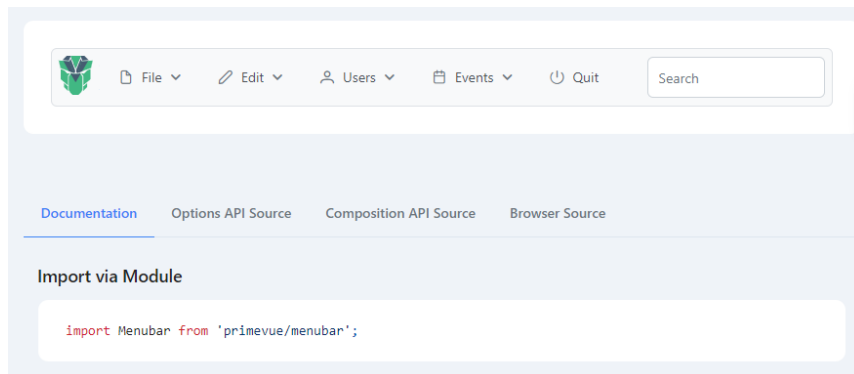 File Edit Users Events Quit Search
Documentation Options API Source Composition API Source Browser Source
Import via Module
import Menubar from 'primevue/menubar';